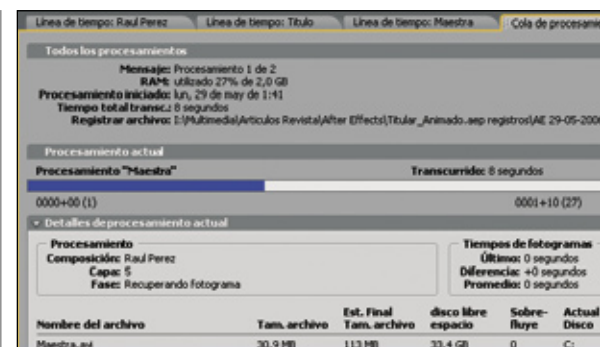 Línea de tiempo: Raul Perez Línea de tiempo: Titulo Línea de tiempo: Maestra Cola de procesamie
Todos los procesamientos
Mensaje: Procesamiento 1 de 2
RAM: utilizado 27% de 2,0 GB
Procesamiento iniciado: lun, 29 de may de 1:41
Tiempo total transc.: 8 segundos
Registrar archivo: I:\Multimedia\Articulos Revista\After Effects\Titular_Animado.aep registros\AE 29-05-2006
Procesamiento actual
Procesamiento "Maestra" Transcurrido: 8 segundos
0000+00 (1) 0001+10 (27)
Detalles de procesamiento actual
Procesamiento Tiempos de fotogramas
Composición: Raul Perez Último: 0 segundos
Capa: 5 Diferencia: +0 segundos
Fase: Recuperando fotograma Promedio: 0 segundos
Est. Final disco libre Sobre- Actual
Nombre del archivo Tam. archivo Tam. archivo espacio fluye Disco
Maestra.avi 30,9 MB 113 MB 33,4 GB 0 C: